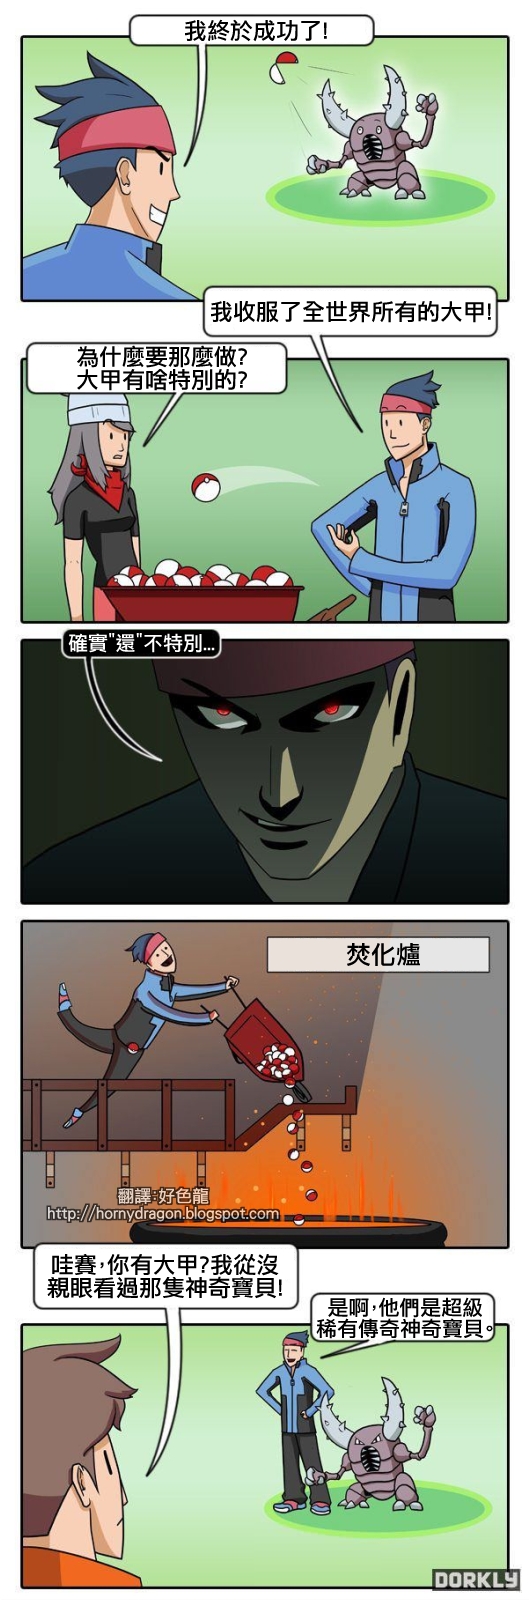 我終於成功了!
我收服了全世界所有的大甲!
為什麼要那麼做?
大甲有啥特別的?
確實"還"不特別...
焚化爐
翻譯:好色龍
http://hornydragon.blogspot.com
哇賽,你有大甲?我從沒
親眼看過那隻神奇寶貝!
是啊,他們是超級
稀有傳奇神奇寶貝。
DORKLY